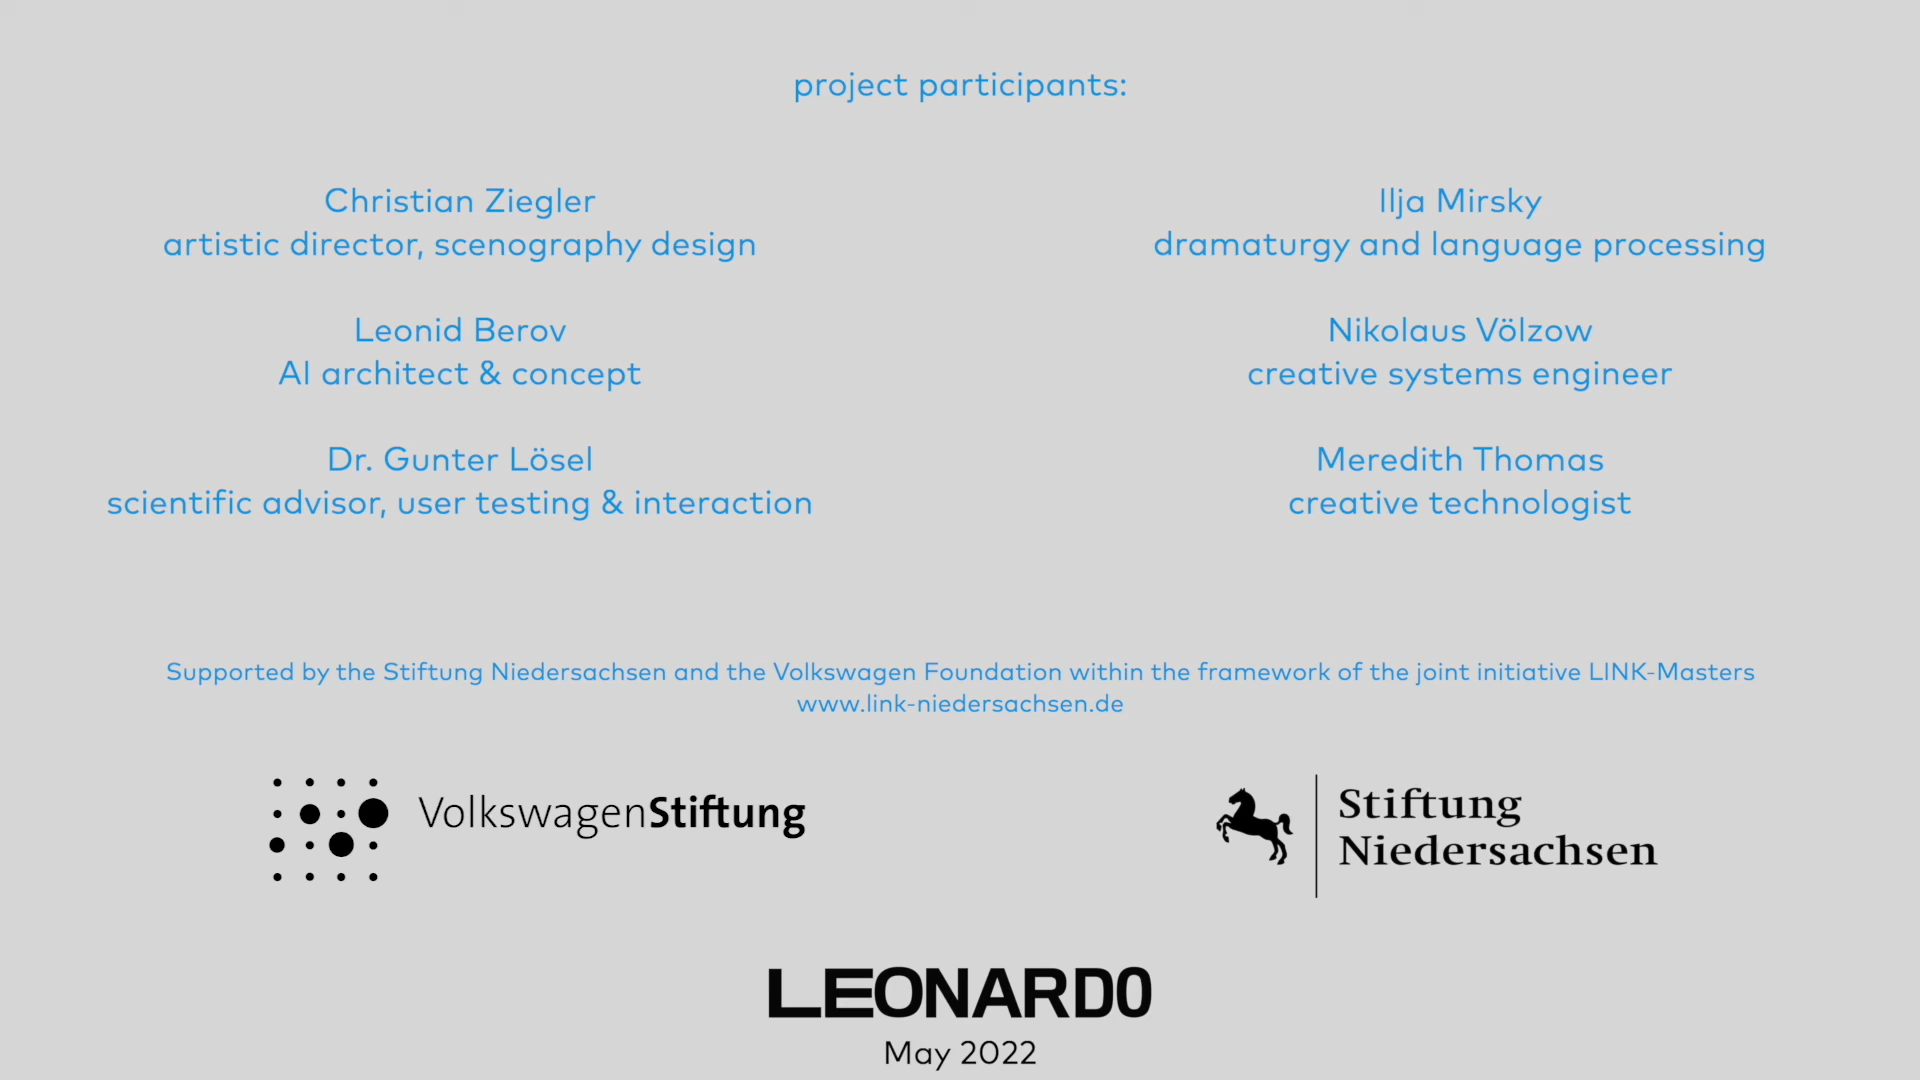 project participants:
Christian Ziegler
artistic director, scenography design
Leonid Berov
AI architect & concept
Dr. Gunter Lösel
scientific advisor, user testing & interaction
Ilja Mirsky
dramaturgy and language processing
Nikolaus Völzow
creative systems engineer
Meredith Thomas
creative technologist
Supported by the Stiftung Niedersachsen and the Volkswagen Foundation within the framework of the joint initiative LINK-Masters
www.link-niedersachsen.de
VolkswagenStiftung
Stiftung
Niedersachsen
LEONARDO
May 2022